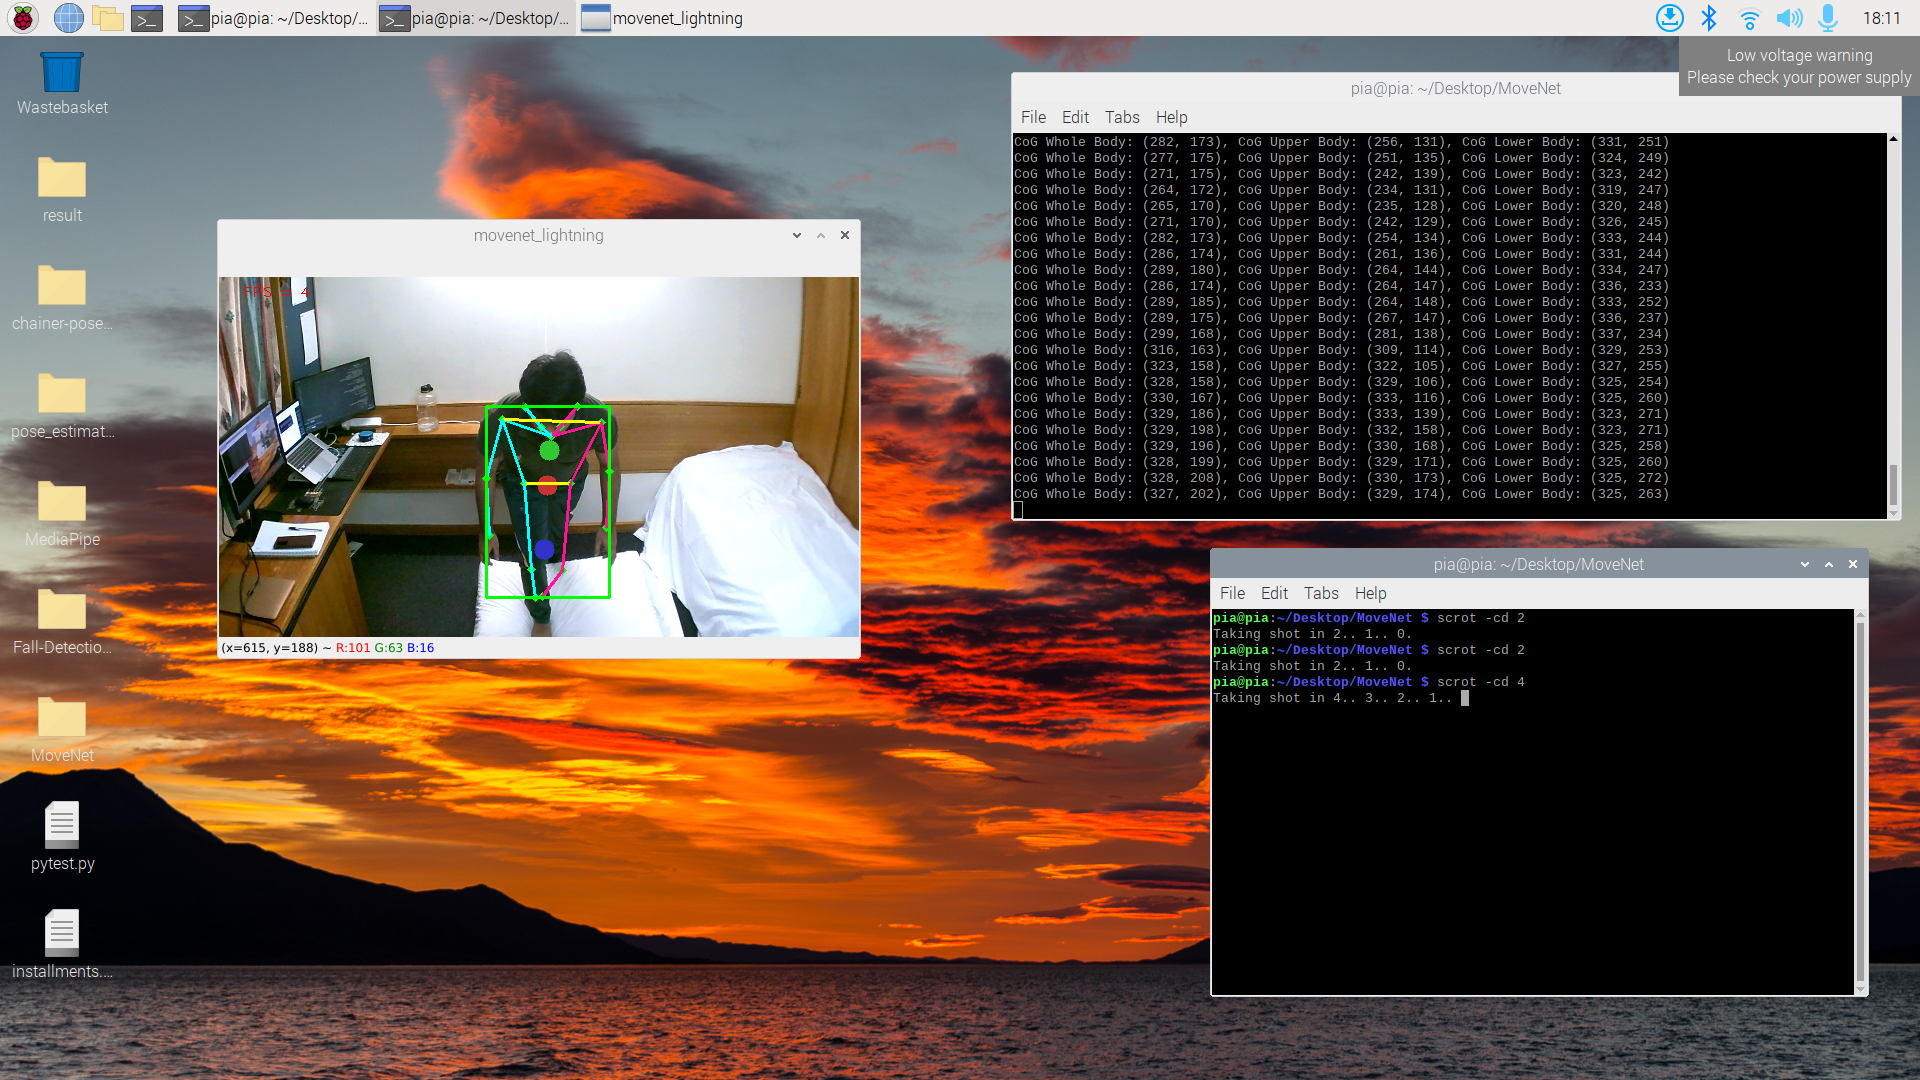 pia@pia: ~/Desktop/...
pia@pia: ~/Desktop/...
movenet_lightning
18:11
Low voltage warning
Please check your power supply
Wastebasket
result
chainer-pose...
pose_estimat...
MediaPipe
Fall-Detectio...
MoveNet
pytest.py
installments....
movenet_lightning
PS = 4
(x=615, y=188) ~ R:101 G:63 B:16
pia@pia: ~/Desktop/MoveNet
File Edit Tabs Help
CoG Whole Body: (282, 173), CoG Upper Body: (256, 131), CoG Lower Body: (331, 251)
CoG Whole Body: (277, 175), CoG Upper Body: (251, 135), CoG Lower Body: (324, 249)
CoG Whole Body: (271, 175), CoG Upper Body: (242, 139), CoG Lower Body: (323, 242)
CoG Whole Body: (264, 172), CoG Upper Body: (234, 131), CoG Lower Body: (319, 247)
CoG Whole Body: (265, 170), CoG Upper Body: (235, 128), CoG Lower Body: (320, 248)
CoG Whole Body: (271, 170), CoG Upper Body: (242, 129), CoG Lower Body: (326, 245)
CoG Whole Body: (282, 173), CoG Upper Body: (254, 134), CoG Lower Body: (333, 244)
CoG Whole Body: (286, 174), CoG Upper Body: (261, 136), CoG Lower Body: (331, 244)
CoG Whole Body: (289, 180), CoG Upper Body: (264, 144), CoG Lower Body: (334, 247)
CoG Whole Body: (286, 174), CoG Upper Body: (264, 147), CoG Lower Body: (336, 233)
CoG Whole Body: (289, 185), CoG Upper Body: (264, 148), CoG Lower Body: (333, 252)
CoG Whole Body: (289, 175), CoG Upper Body: (267, 147), CoG Lower Body: (336, 237)
CoG Whole Body: (299, 168), CoG Upper Body: (281, 138), CoG Lower Body: (337, 234)
CoG Whole Body: (316, 163), CoG Upper Body: (309, 114), CoG Lower Body: (329, 253)
CoG Whole Body: (323, 158), CoG Upper Body: (322, 105), CoG Lower Body: (327, 255)
CoG Whole Body: (328, 158), CoG Upper Body: (329, 106), CoG Lower Body: (325, 254)
CoG Whole Body: (330, 167), CoG Upper Body: (333, 116), CoG Lower Body: (325, 260)
CoG Whole Body: (329, 186), CoG Upper Body: (333, 139), CoG Lower Body: (323, 271)
CoG Whole Body: (329, 198), CoG Upper Body: (332, 158), CoG Lower Body: (323, 271)
CoG Whole Body: (329, 196), CoG Upper Body: (330, 168), CoG Lower Body: (325, 258)
CoG Whole Body: (328, 199), CoG Upper Body: (329, 171), CoG Lower Body: (325, 260)
CoG Whole Body: (328, 208), CoG Upper Body: (330, 173), CoG Lower Body: (325, 272)
CoG Whole Body: (327, 202), CoG Upper Body: (329, 174), CoG Lower Body: (325, 263)
pia@pia: ~/Desktop/MoveNet
File Edit Tabs Help
pia@pia:~/Desktop/MoveNet $ scrot -cd 2
Taking shot in 2.. 1.. 0.
pia@pia:~/Desktop/MoveNet $ scrot -cd 2
Taking shot in 2.. 1.. 0.
pia@pia:~/Desktop/MoveNet $ scrot -cd 4
Taking shot in 4.. 3.. 2.. 1..